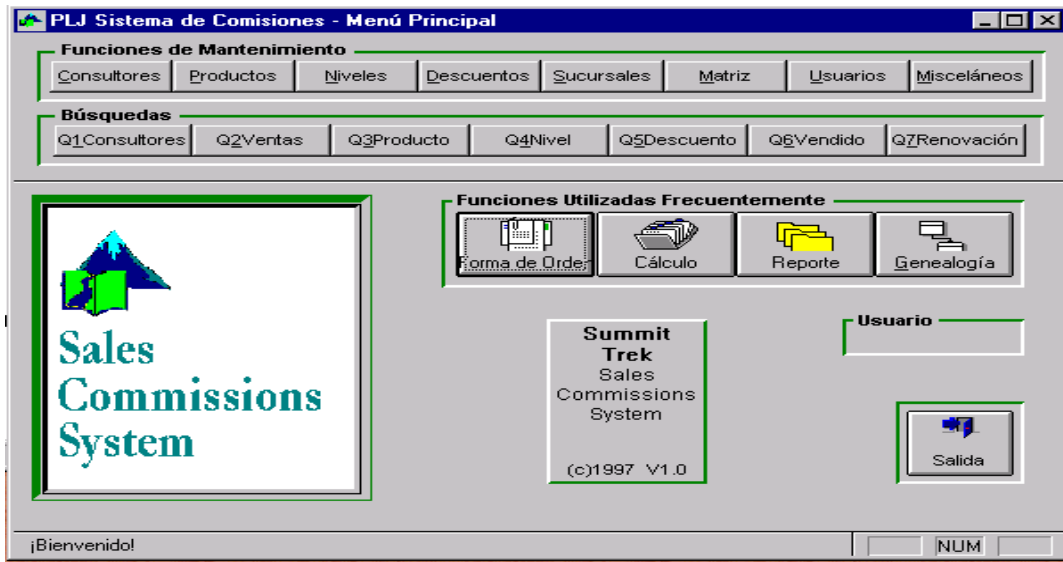 PLJ Sistema de Comisiones - Menú Principal
Funciones de Mantenimiento
Consultores Productos Niveles Descuentos Sucursales Matriz Usuarios Misceláneos
Búsquedas
Q1Consultores Q2Ventas Q3Producto Q4Nivel Q5Descuento Q6Vendido Q7Renovación
Funciones Utilizadas Frecuentemente
Forma de Orden Cálculo Reporte Genealogía
Sales
Commissions
System
Summit
Trek
Sales
Commissions
System
(c)1997 V1.0
Usuario
Salida
¡Bienvenido!
NUM